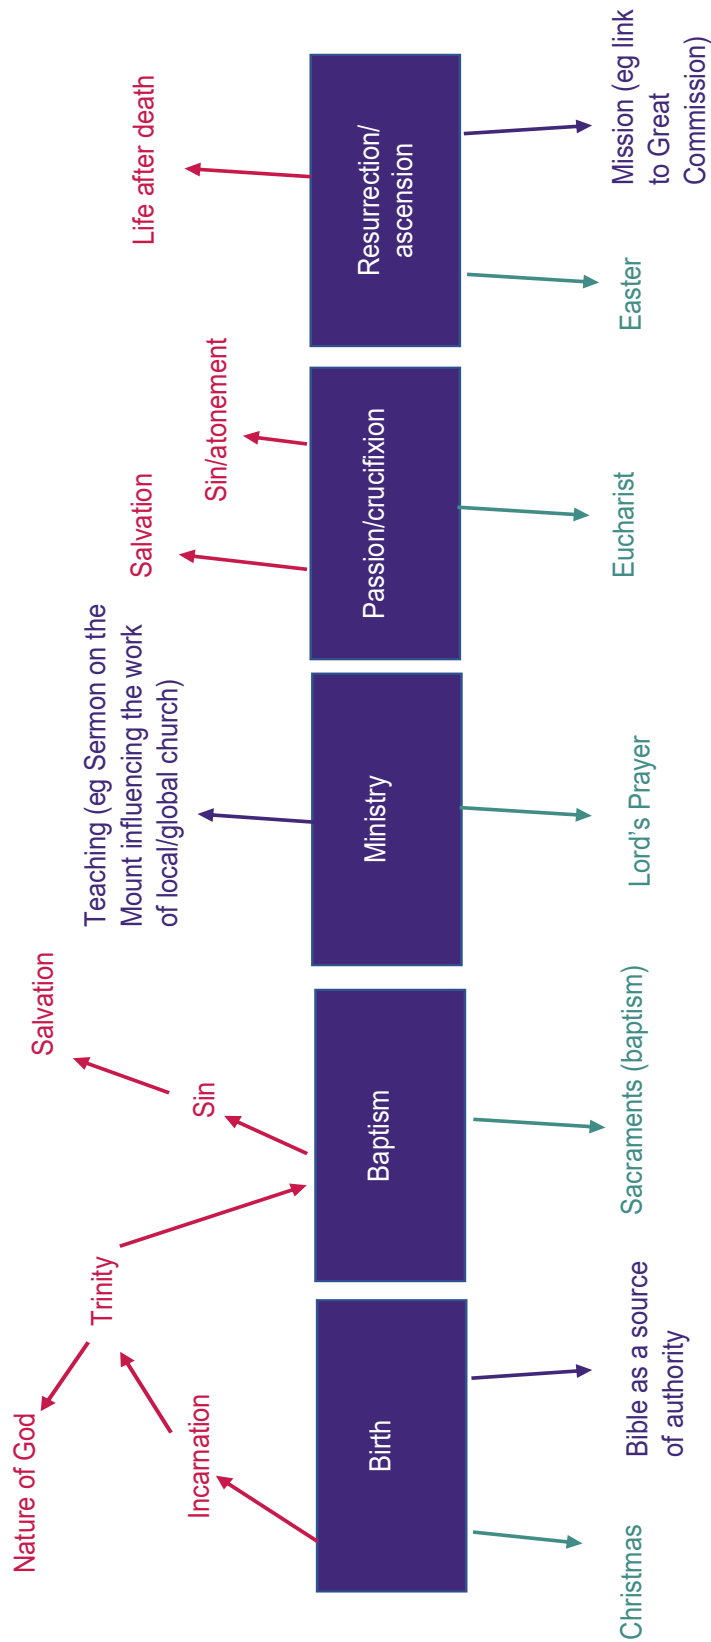 Nature of God
Trinity
Incarnation
Salvation
Sin
Teaching (eg Sermon on the
Mount influencing the work
of local/global church)
Salvation
Sin/atonement
Life after death
Birth
Baptism
Ministry
Passion/crucifixion
Resurrection/
ascension
Christmas
Bible as a source
of authority
Sacraments (baptism)
Lord's Prayer
Eucharist
Easter
Mission (eg link
to Great
Commission)